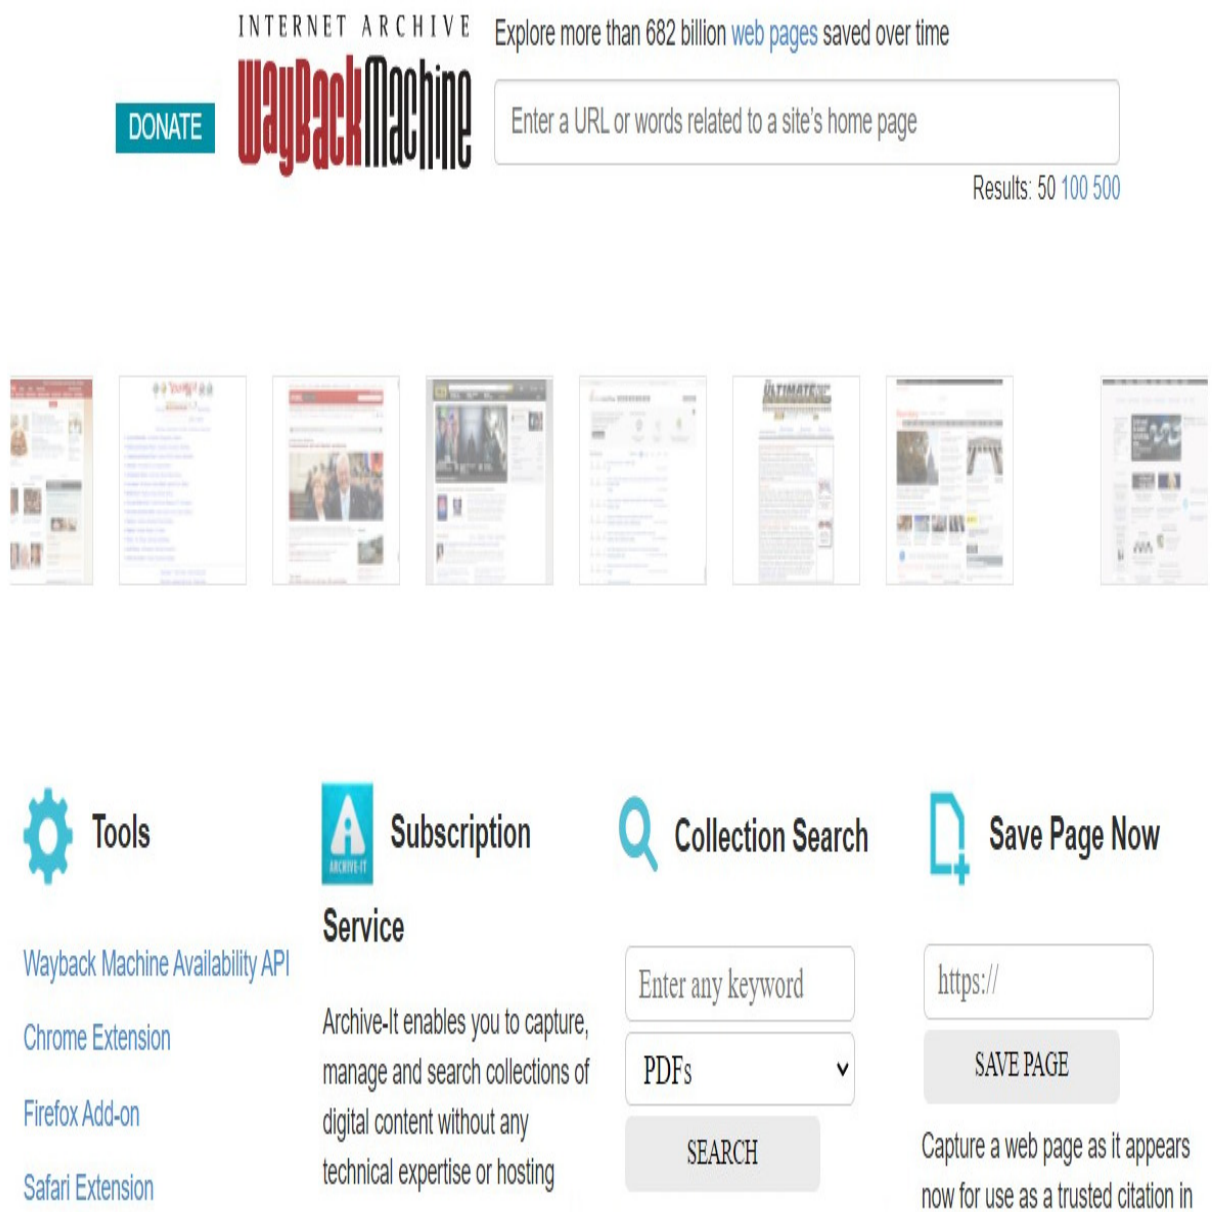 INTERNET ARCHIVE
Explore more than 682 billion web pages saved over time
DONATE
WayBackMachine
Enter a URL or words related to a site's home page
Results: 50 100 500
ULTIMATE
Tools
Wayback Machine Availability API
Chrome Extension
Firefox Add-on
Safari Extension
ARCHIVE-IT
Subscription
Service
Archive-It enables you to capture,
manage and search collections of
digital content without any
technical expertise or hosting
Collection Search
Enter any keyword
PDFs
SEARCH
Save Page Now
https://
SAVE PAGE
Capture a web page as it appears
now for use as a trusted citation in